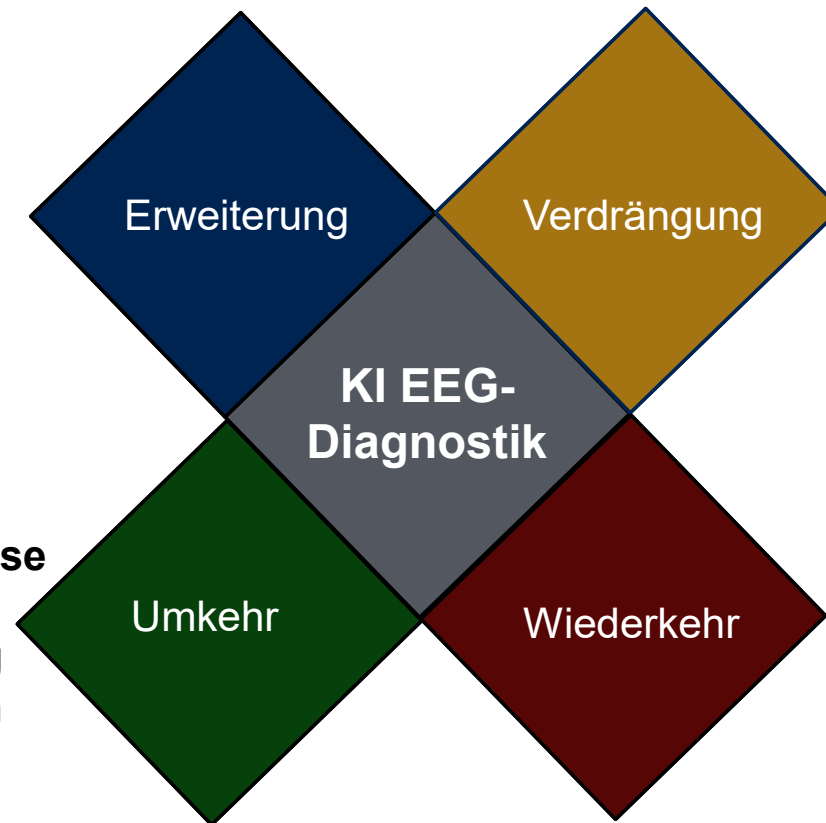 Erweiterung
Verdrängung
KI EEG-
Diagnostik
se
Umkehr
Wiederkehr